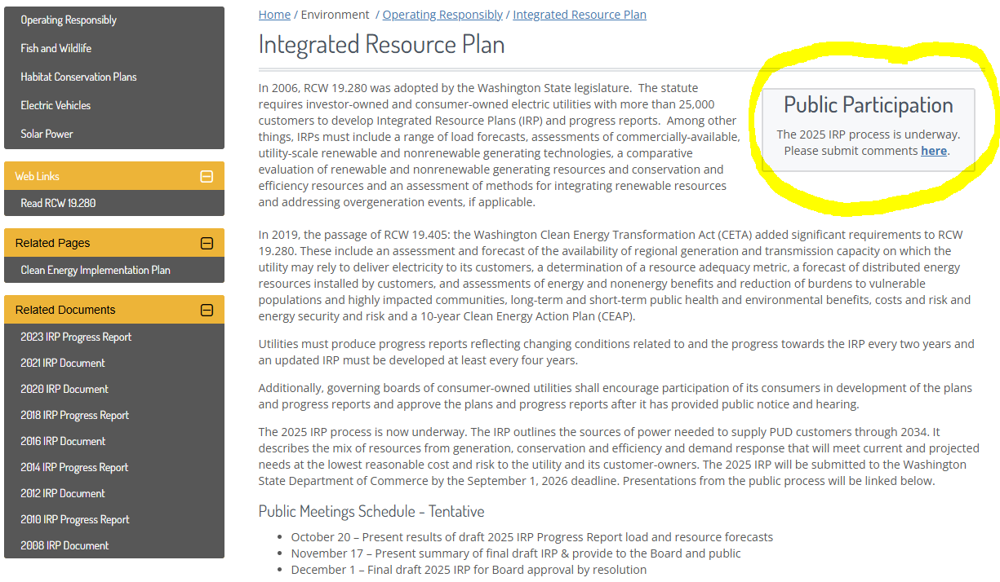 Operating Responsibly
Fish and Wildlife
Habitat Conservation Plans
Electric Vehicles
Solar Power
Web Links
Read RCW 19.280
Related Pages
Clean Energy Implementation Plan
Related Documents
2023 IRP Progress Report
2021 IRP Document
2020 IRP Document
2018 IRP Progress Report
2016 IRP Document
2014 IRP Progress Report
2012 IRP Document
2010 IRP Progress Report
2008 IRP Document
Home / Environment / Operating Responsibly / Integrated Resource Plan
Integrated Resource Plan
In 2006, RCW 19.280 was adopted by the Washington State legislature. The statute
requires investor-owned and consumer-owned electric utilities with more than 25,000
customers to develop Integrated Resource Plans (IRP) and progress reports. Among other
things, IRPs must include a range of load forecasts, assessments of commercially-available,
utility-scale renewable and nonrenewable generating technologies, a comparative
evaluation of renewable and nonrenewable generating resources and conservation and
efficiency resources and an assessment of methods for integrating renewable resources
and addressing overgeneration events, if applicable.
Public Participation
The 2025 IRP process is underway.
Please submit comments here.
In 2019, the passage of RCW 19.405: the Washington Clean Energy Transformation Act (CETA) added significant requirements to RCW
19.280. These include an assessment and forecast of the availability of regional generation and transmission capacity on which the
utility may rely to deliver electricity to its customers, a determination of a resource adequacy metric, a forecast of distributed energy
resources installed by customers, and assessments of energy and nonenergy benefits and reduction of burdens to vulnerable
populations and highly impacted communities, long-term and short-term public health and environmental benefits, costs and risk and
energy security and risk and a 10-year Clean Energy Action Plan (CEAP).
Utilities must produce progress reports reflecting changing conditions related to and the progress towards the IRP every two years and
an updated IRP must be developed at least every four years.
Additionally, governing boards of consumer-owned utilities shall encourage participation of its consumers in development of the plans
and progress reports and approve the plans and progress reports after it has provided public notice and hearing.
The 2025 IRP process is now underway. The IRP outlines the sources of power needed to supply PUD customers through 2034. It
describes the mix of resources from generation, conservation and efficiency and demand response that will meet current and projected
needs at the lowest reasonable cost and risk to the utility and its customer-owners. The 2025 IRP will be submitted to the Washington
State Department of Commerce by the September 1, 2026 deadline. Presentations from the public process will be linked below.
Public Meetings Schedule - Tentative
• October 20 – Present results of draft 2025 IRP Progress Report load and resource forecasts
• November 17 – Present summary of final draft IRP & provide to the Board and public
• December 1 – Final draft 2025 IRP for Board approval by resolution